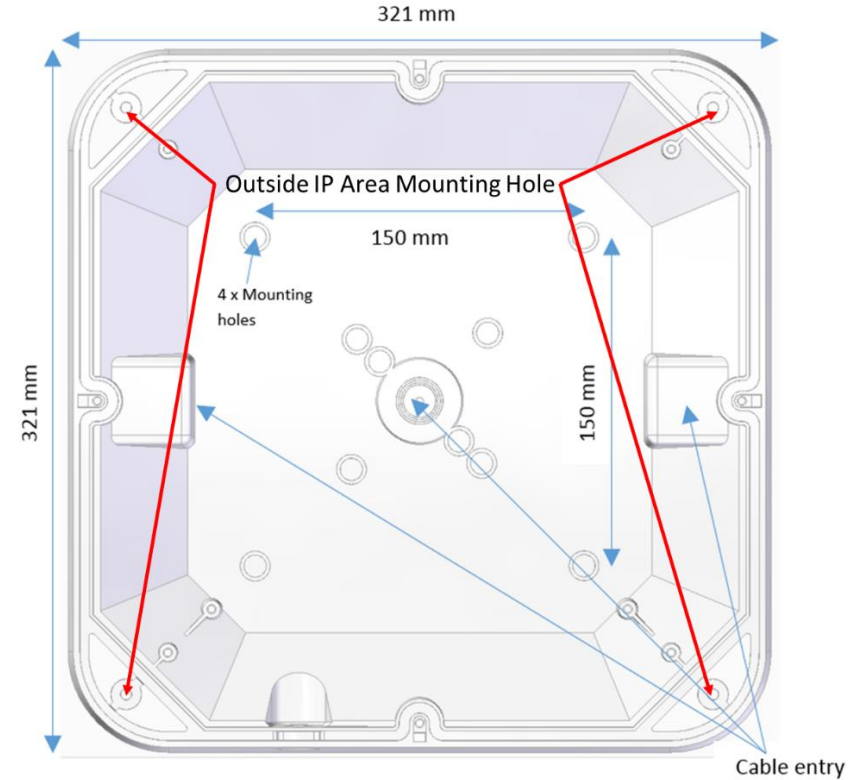 321 mm
Outside IP Area Mounting Hole
150 mm
4 x Mounting
holes
321 mm
150 mm
Cable entry